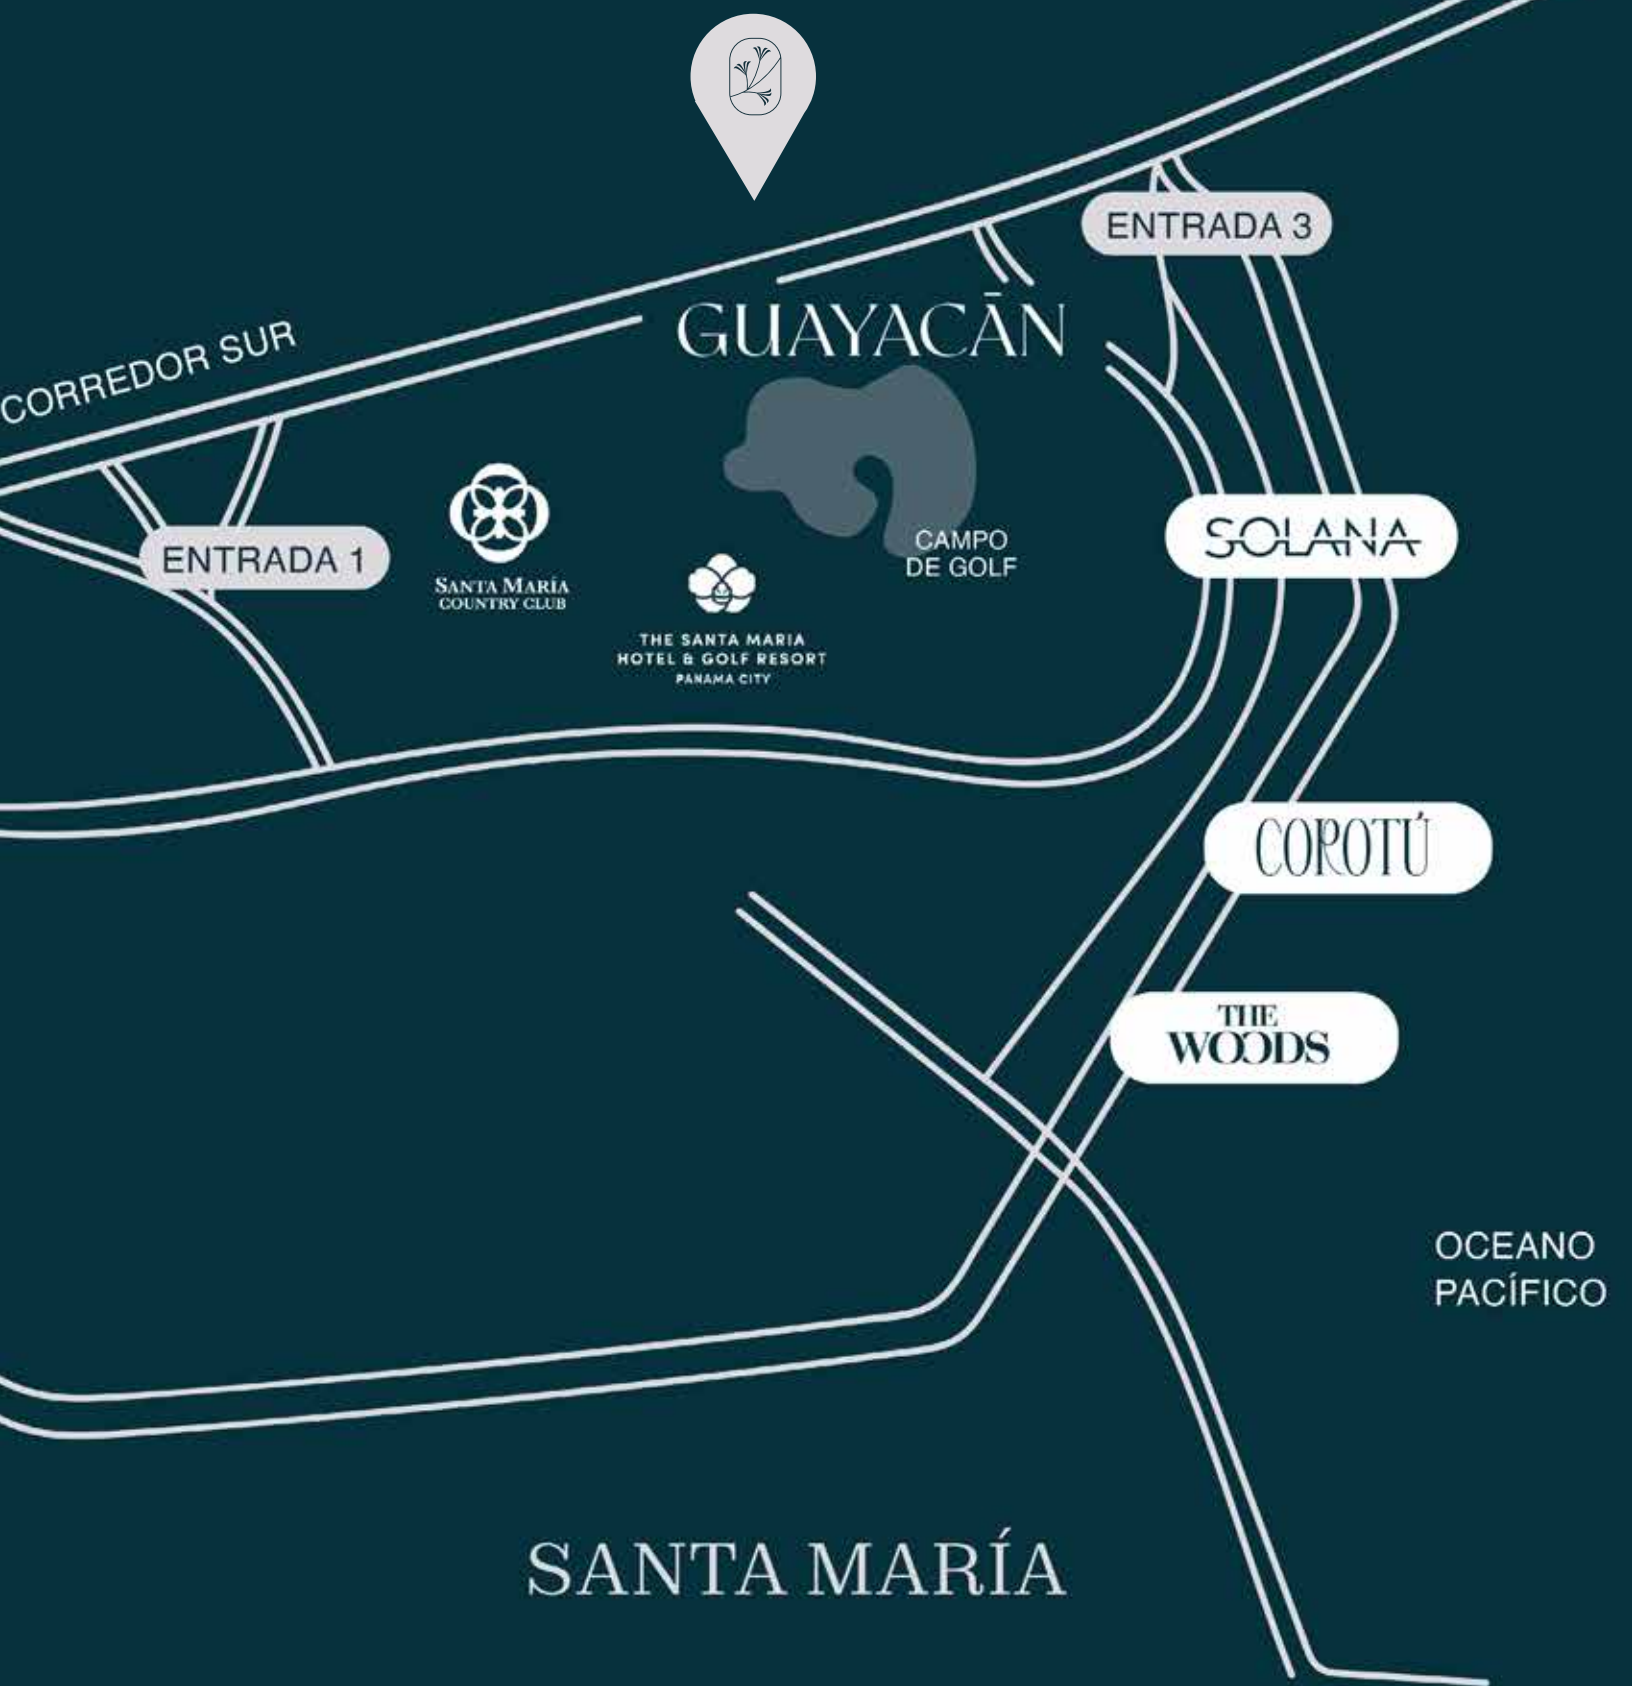 ENTRADA 3
GUAYACĀN
CORREDOR SUR
ENTRADA 1
SANTA MARÍA
COUNTRY CLUB
CAMPO
DE GOLF
SOLANA
THE SANTA MARIA
HOTEL & GOLF RESORT
PANAMA CITY
COROTÚ
THE
WOODS
OCEANO
PACÍFICO
SANTA MARÍA